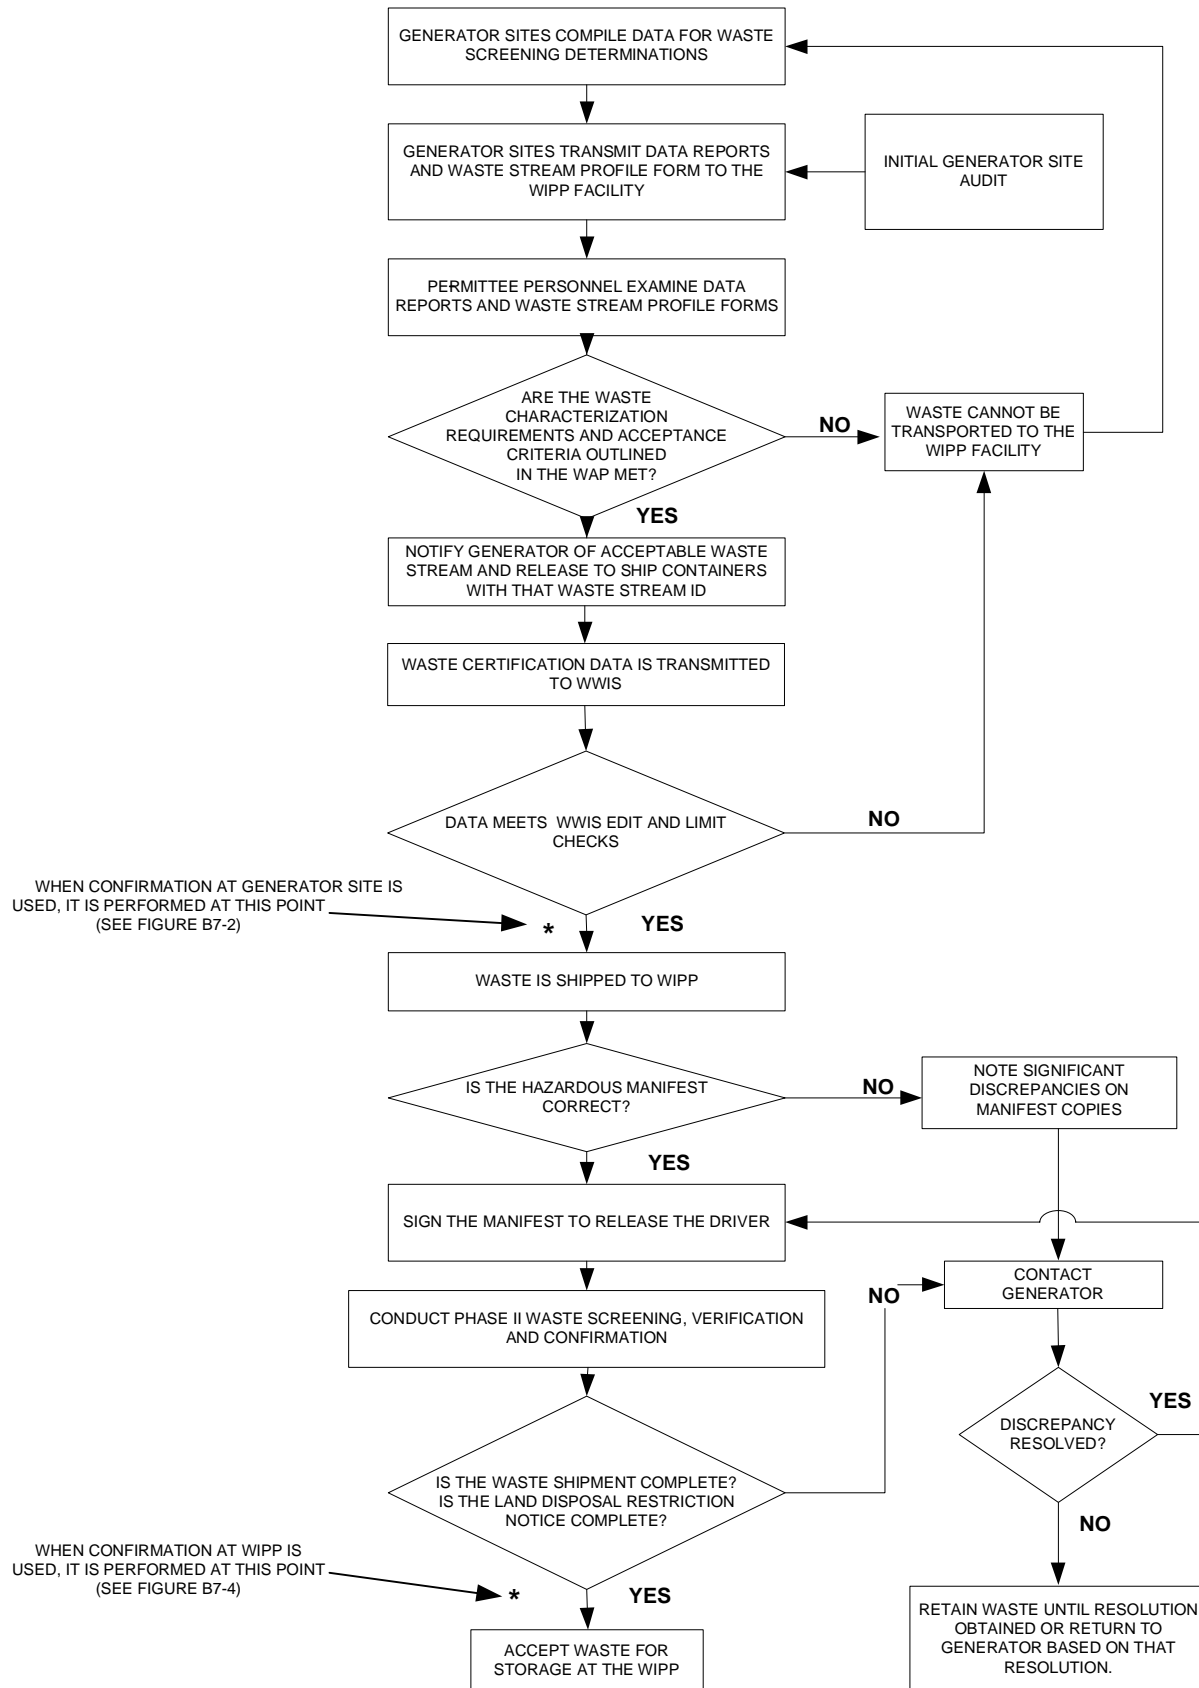 GENERATOR SITES COMPILE DATA FOR WASTE
SCREENING DETERMINATIONS
GENERATOR SITES TRANSMIT DATA REPORTS
AND WASTE STREAM PROFILE FORM TO THE
WIPP FACILITY
INITIAL GENERATOR SITE
AUDIT
PERMITTEE PERSONNEL EXAMINE DATA
REPORTS AND WASTE STREAM PROFILE FORMS
ARE THE WASTE
CHARACTERIZATION
REQUIREMENTS AND ACCEPTANCE
CRITERIA OUTLINED
IN THE WAP MET?
NO
WASTE CANNOT BE
TRANSPORTED TO THE
WIPP FACILITY
YES
NOTIFY GENERATOR OF ACCEPTABLE WASTE
STREAM AND RELEASE TO SHIP CONTAINERS
WITH THAT WASTE STREAM ID
WASTE CERTIFICATION DATA IS TRANSMITTED
TO WWIS
DATA MEETS WWIS EDIT AND LIMIT
CHECKS
NO
WHEN CONFIRMATION AT GENERATOR SITE IS
USED, IT IS PERFORMED AT THIS POINT
(SEE FIGURE B7-2)
*
YES
WASTE IS SHIPPED TO WIPP
IS THE HAZARDOUS MANIFEST
CORRECT?
NO
NOTE SIGNIFICANT
DISCREPANCIES ON
MANIFEST COPIES
YES
SIGN THE MANIFEST TO RELEASE THE DRIVER
CONTACT
GENERATOR
NO
CONDUCT PHASE II WASTE SCREENING, VERIFICATION
AND CONFIRMATION
DISCREPANCY
RESOLVED?
YES
IS THE WASTE SHIPMENT COMPLETE?
IS THE LAND DISPOSAL RESTRICTION
NOTICE COMPLETE?
NO
WHEN CONFIRMATION AT WIPP IS
USED, IT IS PERFORMED AT THIS POINT
(SEE FIGURE B7-4)
*
YES
ACCEPT WASTE FOR
STORAGE AT THE WIPP
RETAIN WASTE UNTIL RESOLUTION
OBTAINED OR RETURN TO
GENERATOR BASED ON THAT
RESOLUTION.